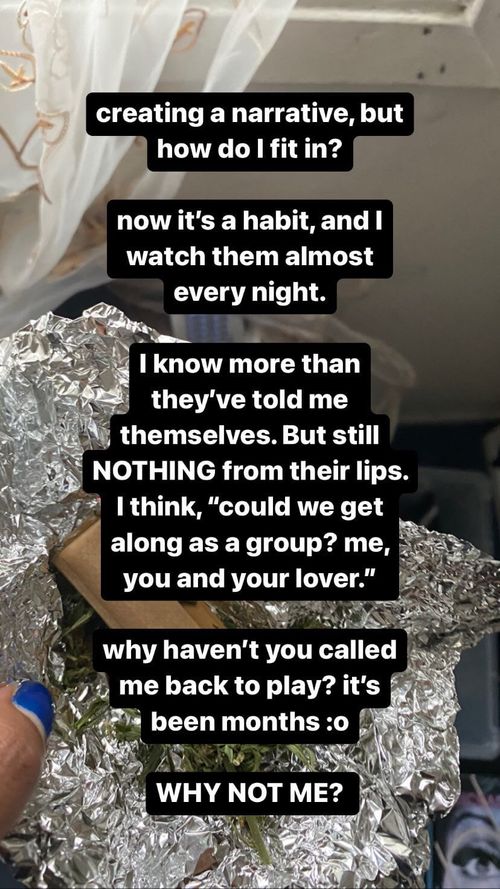 creating a narrative, but
how do I fit in?
now it’s a habit, and I
watch them almost
every night.
I know more than
they’ve told me
themselves. But still
NOTHING from their lips.
I think, “could we get
along as a group? me,
you and your lover.”
why haven’t you called
me back to play? it’s
been months :o
WHY NOT ME?